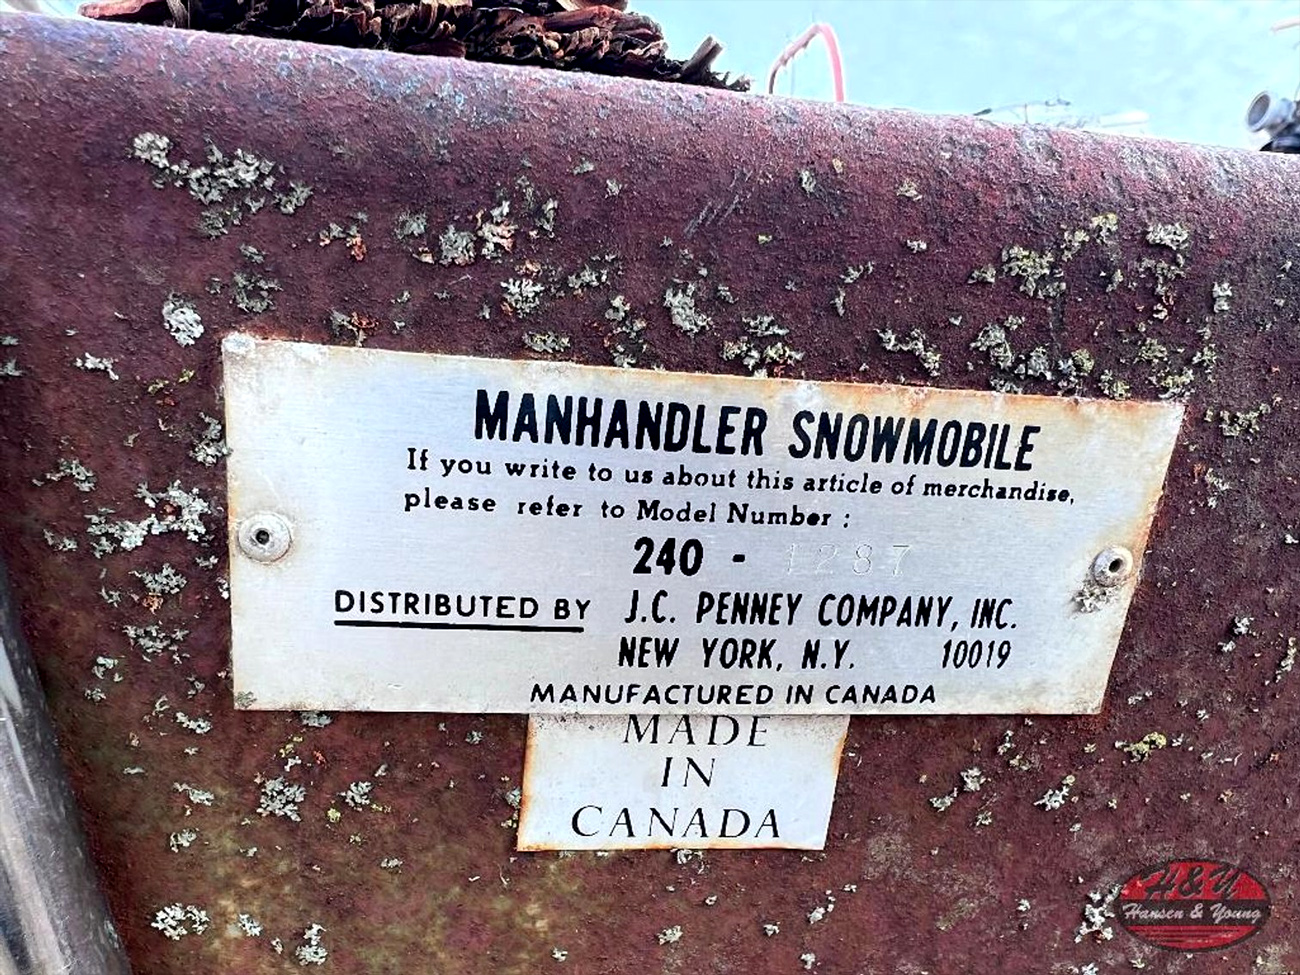 MANHANDLER SNOWMOBILE
If you write to us about this article of merchandise,
please refer to Model Number :
240 - 1287
DISTRIBUTED BY J.C. PENNEY COMPANY, INC.
NEW YORK, N.Y. 10019
MANUFACTURED IN CANADA
MADE
IN
CANADA
H&Y
Hansen & Young